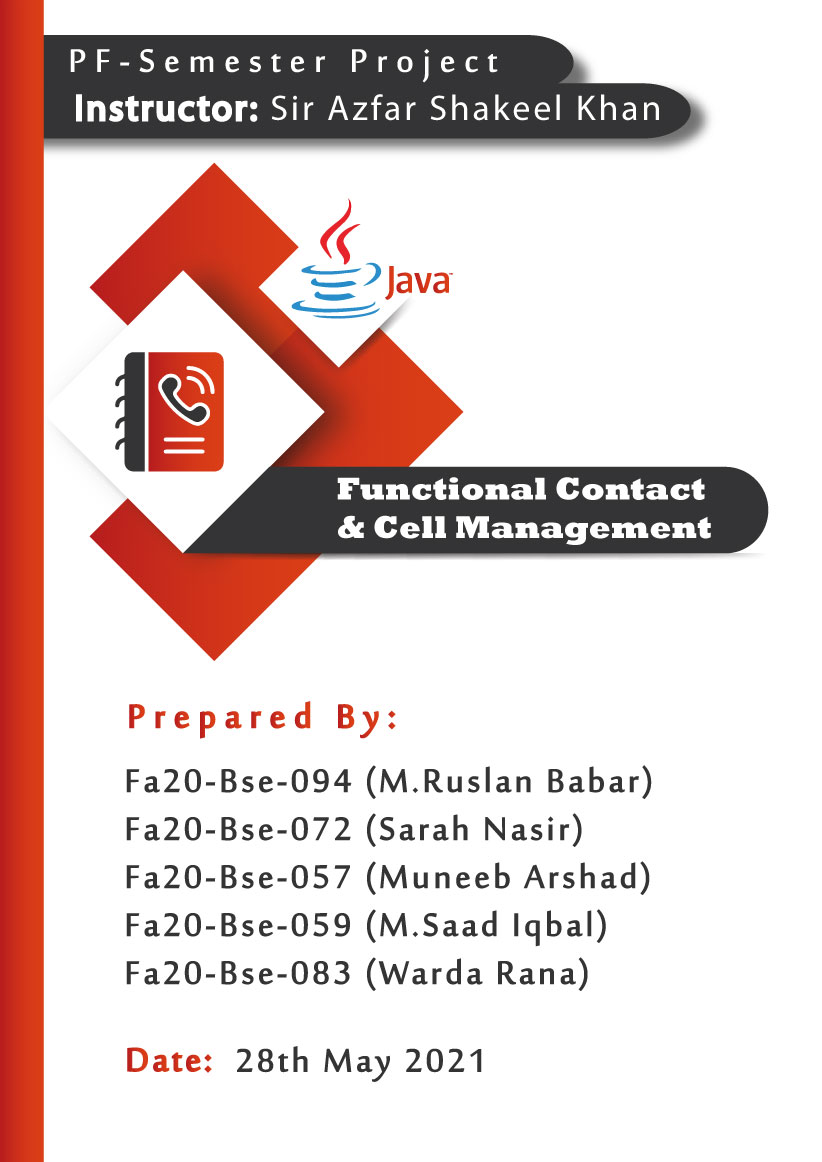 PF-Semester Project
Instructor: Sir Azfar Shakeel Khan
Java™
Functional Contact
& Cell Management
Prepared By:
Fa20-Bse-094 (M.Ruslan Babar)
Fa20-Bse-072 (Sarah Nasir)
Fa20-Bse-057 (Muneeb Arshad)
Fa20-Bse-059 (M.Saad Iqbal)
Fa20-Bse-083 (Warda Rana)
Date: 28th May 2021